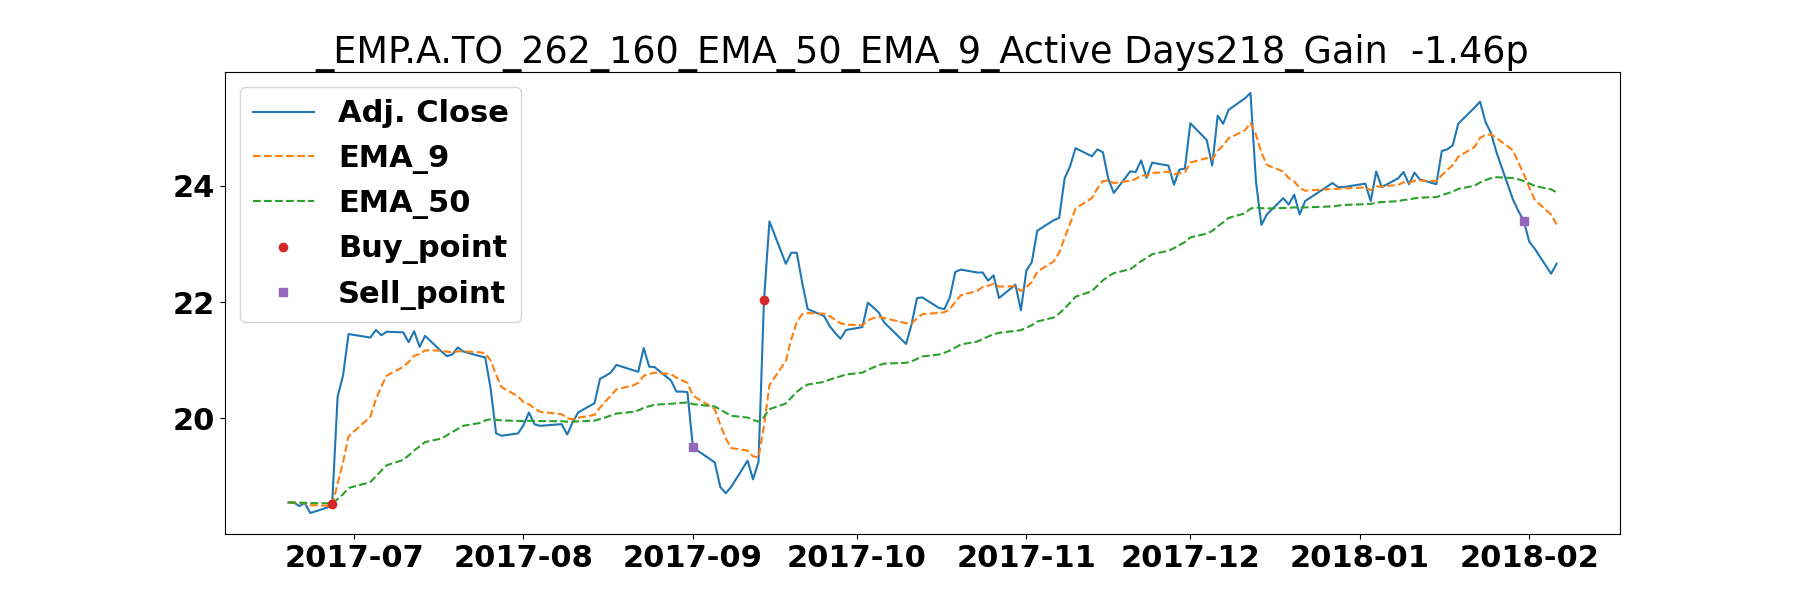 _EMP.A.TO_262_160_EMA_50_EMA_9_Active Days218_Gain  -1.46p
Adj. Close
EMA_9
EMA_50
Buy_point
Sell_point
24
22
20
2017-07 2017-08 2017-09 2017-10 2017-11 2017-12 2018-01 2018-02